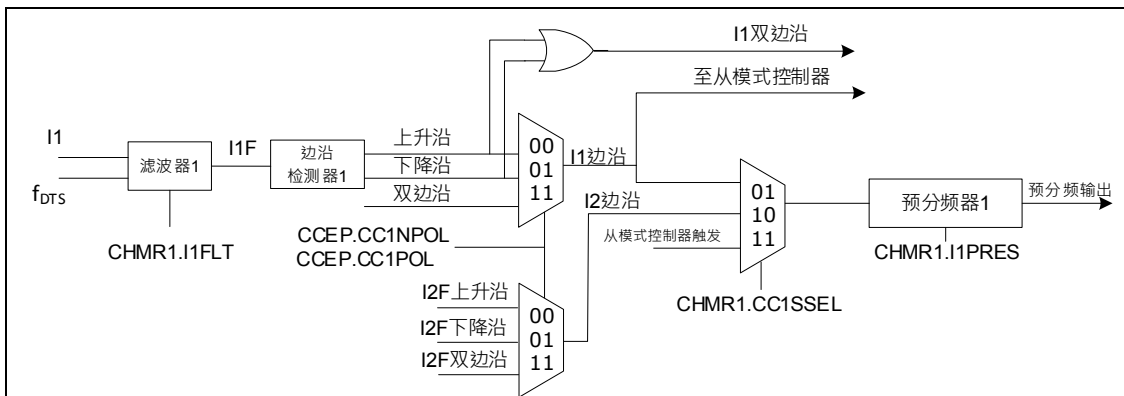 I1双边沿
至从模式控制器
I1
fDTS
滤波器1
I1F
边沿
检测器1
上升沿
下降沿
双边沿
00
01
11
I1边沿
I2边沿
从模式控制器触发
01
10
11
预分频器1
预分频输出
CHMR1.I1FLT
CCEP.CC1NPOL
CCEP.CC1POL
CHMR1.I1PRES
CHMR1.CC1SSEL
I2F上升沿
I2F下降沿
I2F双边沿
00
01
11